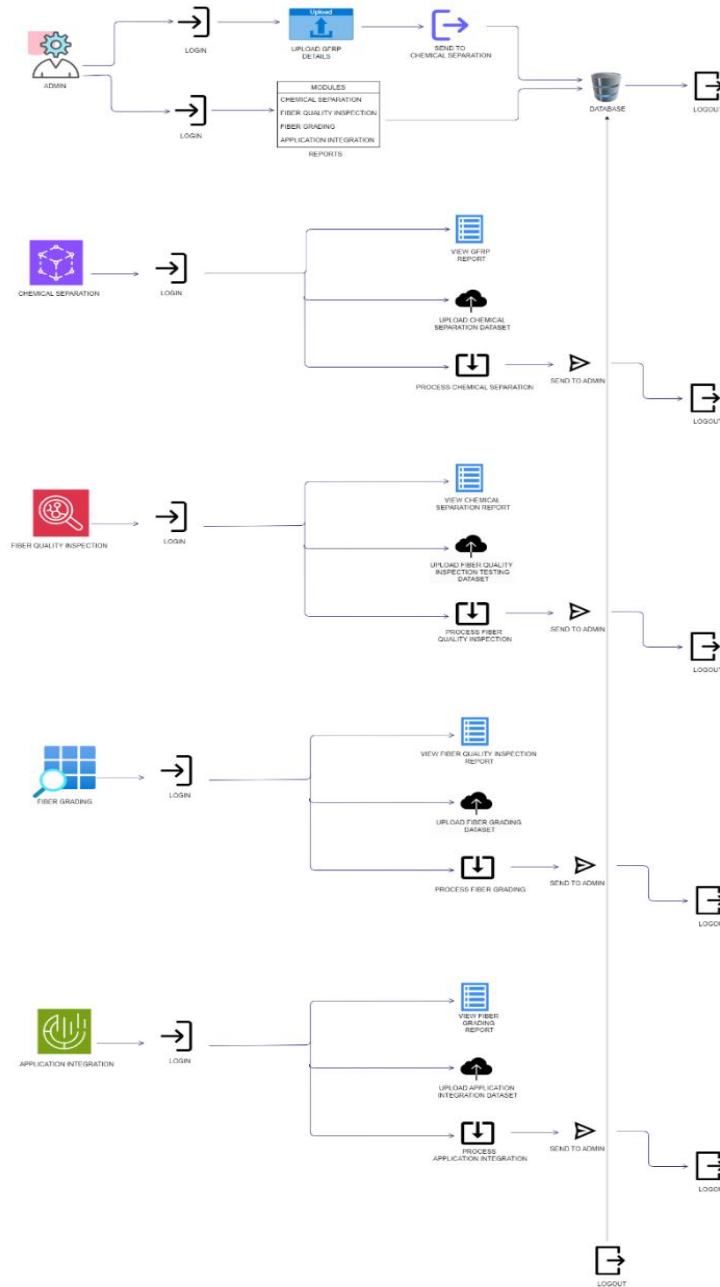 Upload
LOGIN
UPLOAD GFRP
DETAILS
SEND TO
CHEMICAL SEPARATION
ADMIN
MODULES
CHEMICAL SEPARATION
FIBER QUALITY INSPECTION
FIBER GRADING
APPLICATION INTEGRATION
REPORTS
LOGIN
DATABASE
LOGOUT
VIEW GFRP
REPORT
CHEMICAL SEPARATION
LOGIN
UPLOAD CHEMICAL
SEPARATION DATASET
PROCESS CHEMICAL SEPARATION
SEND TO ADMIN
LOGOUT
VIEW CHEMICAL
SEPARATION REPORT
FIBER QUALITY INSPECTION
LOGIN
UPLOAD FIBER QUALITY
INSPECTION TESTING
DATASET
PROCESS FIBER
QUALITY INSPECTION
SEND TO ADMIN
LOGOUT
VIEW FIBER QUALITY INSPECTION
REPORT
FIBER GRADING
LOGIN
UPLOAD FIBER GRADING
DATASET
PROCESS FIBER GRADING
SEND TO ADMIN
LOGOUT
VIEW FIBER
GRADING
REPORT
APPLICATION INTEGRATION
LOGIN
UPLOAD APPLICATION
INTEGRATION DATASET
PROCESS
APPLICATION INTEGRATION
SEND TO ADMIN
LOGOUT
LOGOUT